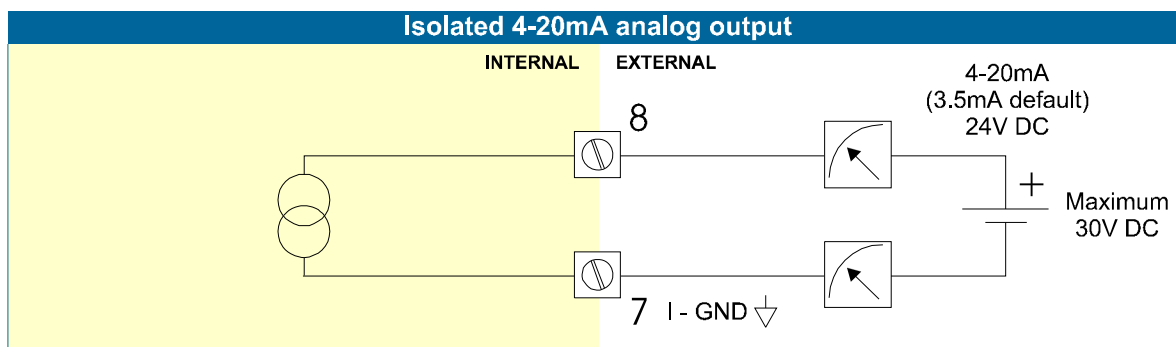 Isolated 4-20mA analog output
INTERNAL EXTERNAL
4-20mA
(3.5mA default)
24V DC
8
+
Maximum
30V DC
7 I - GND